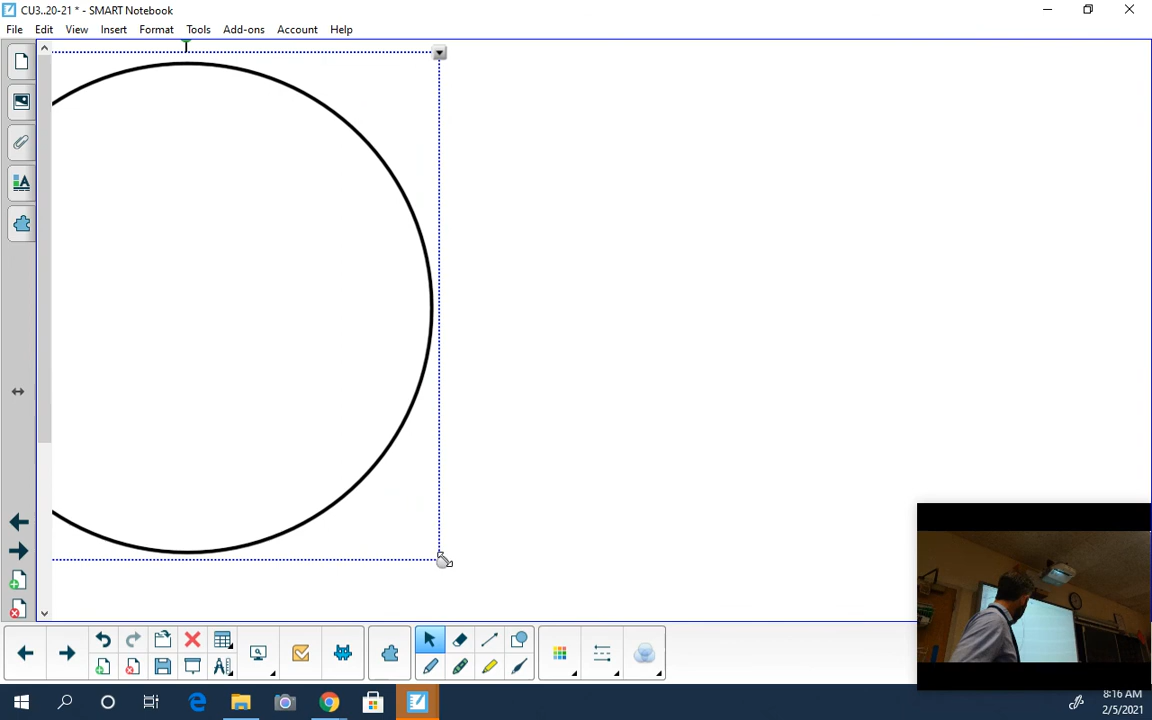 CU3..20-21 * - SMART Notebook
File Edit View Insert Format Tools Add-ons Account Help
8:16 AM
2/5/2021